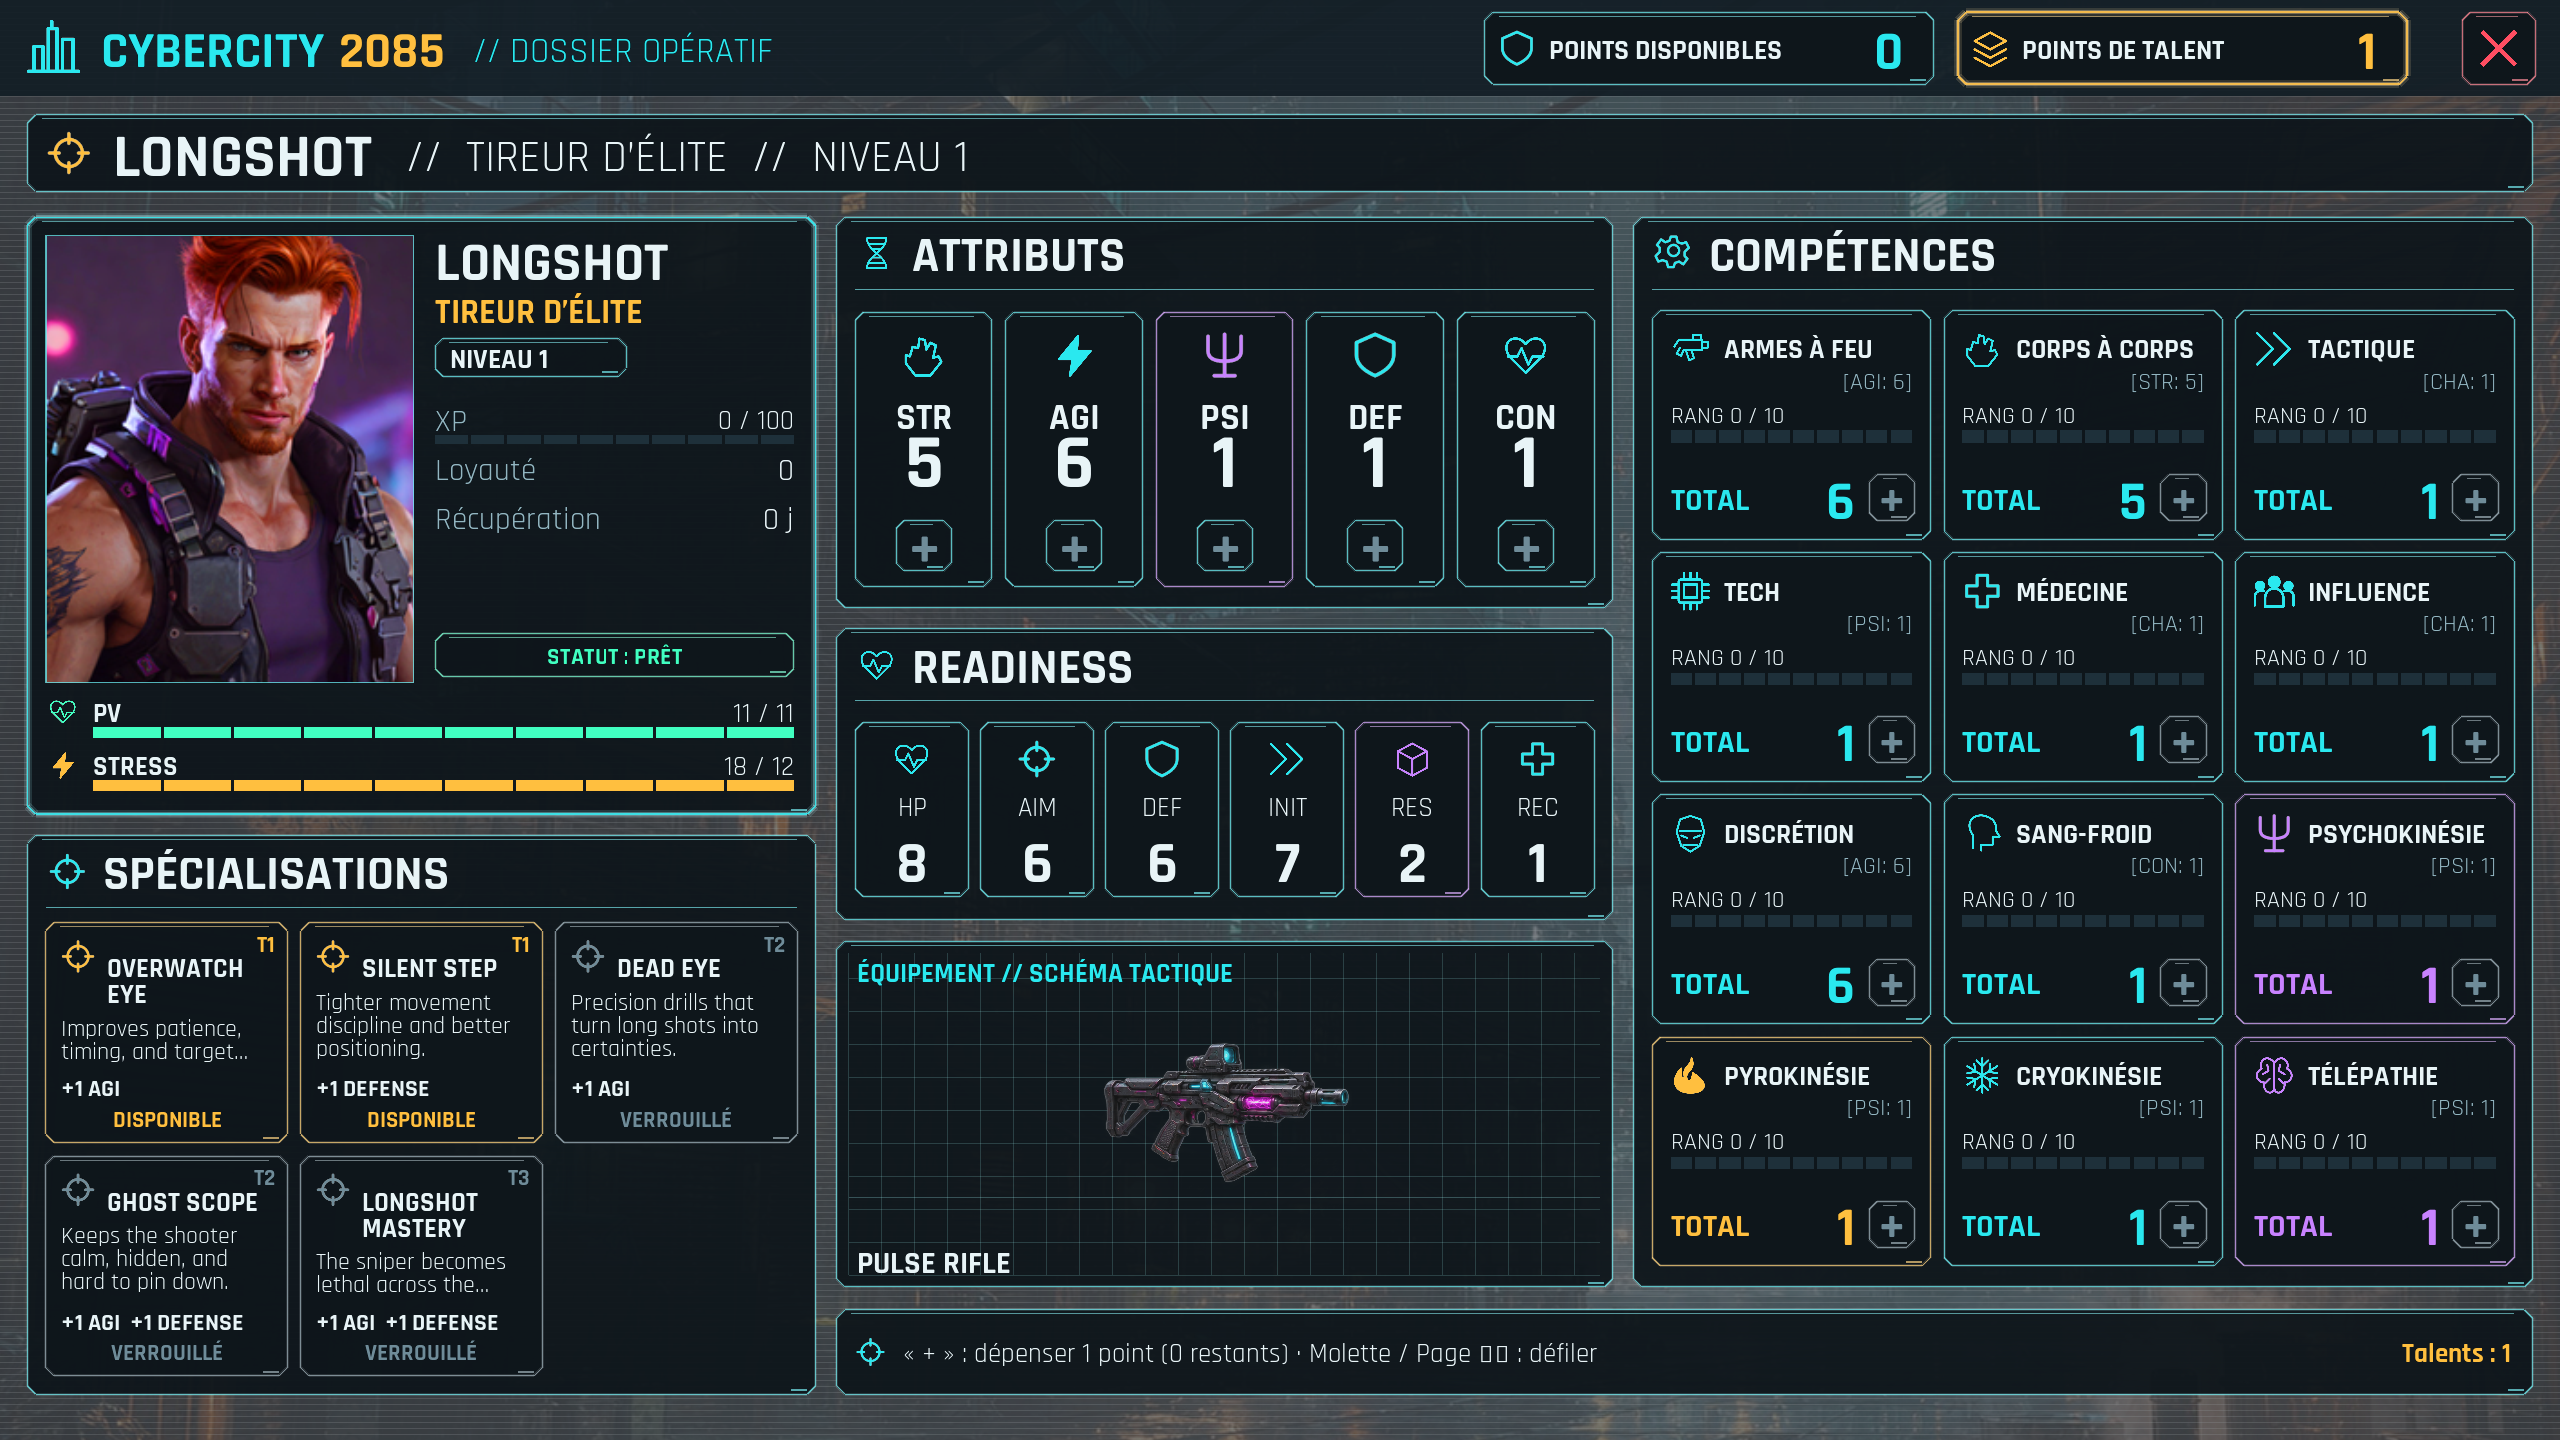 CYBERCITY 2085 // DOSSIER OPÉRATIF
POINTS DISPONIBLES 0
POINTS DE TALENT 1
LONGSHOT // TIREUR D'ÉLITE // NIVEAU 1
LONGSHOT
TIREUR D'ÉLITE
NIVEAU 1
XP 0 / 100
Loyauté 0
Récupération 0 j
STATUT : PRÊT
PV 11 / 11
STRESS 18 / 12
SPÉCIALISATIONS
T1
OVERWATCH
EYE
Improves patience,
timing, and target...
+1 AGI
DISPONIBLE
T1
SILENT STEP
Tighter movement
discipline and better
positioning.
+1 DEFENSE
DISPONIBLE
T2
DEAD EYE
Precision drills that
turn long shots into
certainties.
+1 AGI
VERROUILLÉ
T2
GHOST SCOPE
Keeps the shooter
calm, hidden, and
hard to pin down.
+1 AGI +1 DEFENSE
VERROUILLÉ
T3
LONGSHOT
MASTERY
The sniper becomes
lethal across the...
+1 AGI +1 DEFENSE
VERROUILLÉ
ATTRIBUTS
STR
5
+
AGI
6
+
PSI
1
+
DEF
1
+
CON
1
+
READINESS
HP
8
AIM
6
DEF
6
INIT
7
RES
2
REC
1
ÉQUIPEMENT // SCHÉMA TACTIQUE
PULSE RIFLE
COMPÉTENCES
ARMES À FEU
[AGI: 6]
RANG 0 / 10
TOTAL 6 +
CORPS À CORPS
[STR: 5]
RANG 0 / 10
TOTAL 5 +
TACTIQUE
[CHA: 1]
RANG 0 / 10
TOTAL 1 +
TECH
[PSI: 1]
RANG 0 / 10
TOTAL 1 +
MÉDECINE
[CHA: 1]
RANG 0 / 10
TOTAL 1 +
INFLUENCE
[CHA: 1]
RANG 0 / 10
TOTAL 1 +
DISCRÉTION
[AGI: 6]
RANG 0 / 10
TOTAL 6 +
SANG-FROID
[CON: 1]
RANG 0 / 10
TOTAL 1 +
PSYCHOKINÉSIE
[PSI: 1]
RANG 0 / 10
TOTAL 1 +
PYROKINÉSIE
[PSI: 1]
RANG 0 / 10
TOTAL 1 +
CRYOKINÉSIE
[PSI: 1]
RANG 0 / 10
TOTAL 1 +
TÉLÉPATHIE
[PSI: 1]
RANG 0 / 10
TOTAL 1 +
« + » : dépenser 1 point (0 restants) · Molette / Page ▯▯ : défiler
Talents : 1